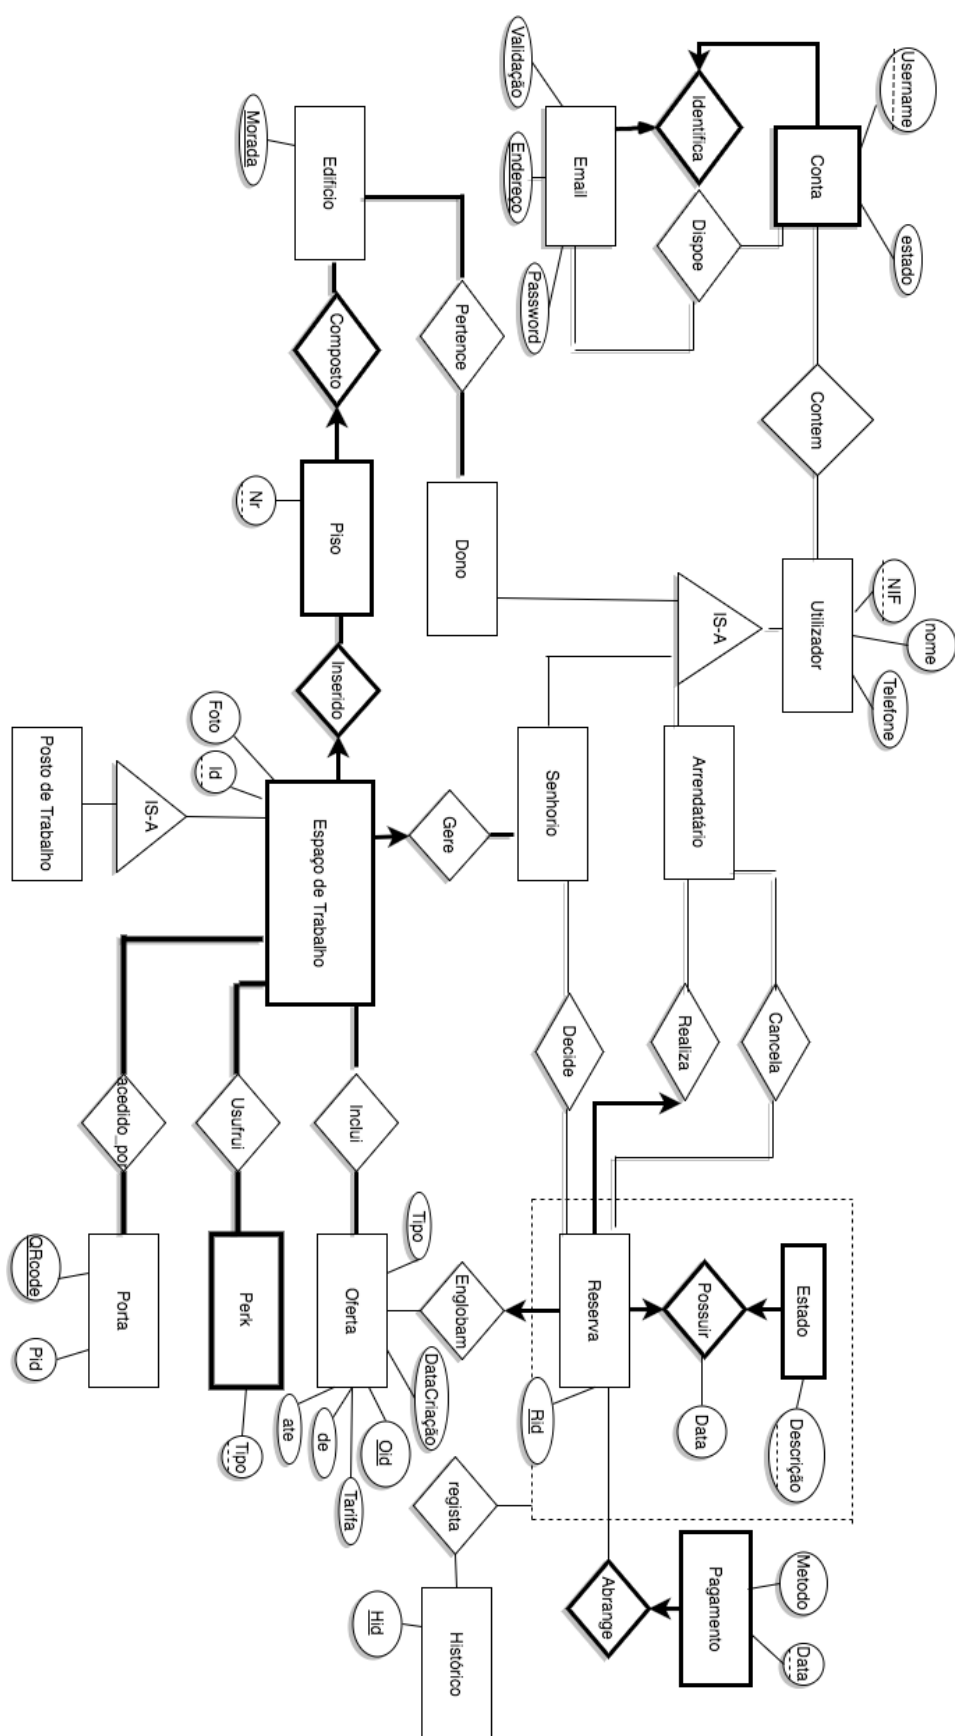 Username
estado
Conta
Contem
NIF
nome
Telefone
Utilizador
Identifica
Dispoe
IS-A
Validação
Endereço
Password
Email
Arrendatário
Cancela
Realiza
Senhorio
Decide
Estado
Descrição
Possuir
Data
Reserva
Rid
Metodo
Data
Pagamento
Abrange
Morada
Edificio
Pertence
Dono
Composto
Piso
Nr
Inserido
Gere
Foto
Id
Espaço de Trabalho
IS-A
Posto de Trabalho
Englobam
regista
Histórico
Hid
Inclui
Tipo
Oferta
DataCriação
Oid
Tarifa
de
ate
Usufrui
Perk
Tipo
acedido_por
Porta
QRcode
Pid